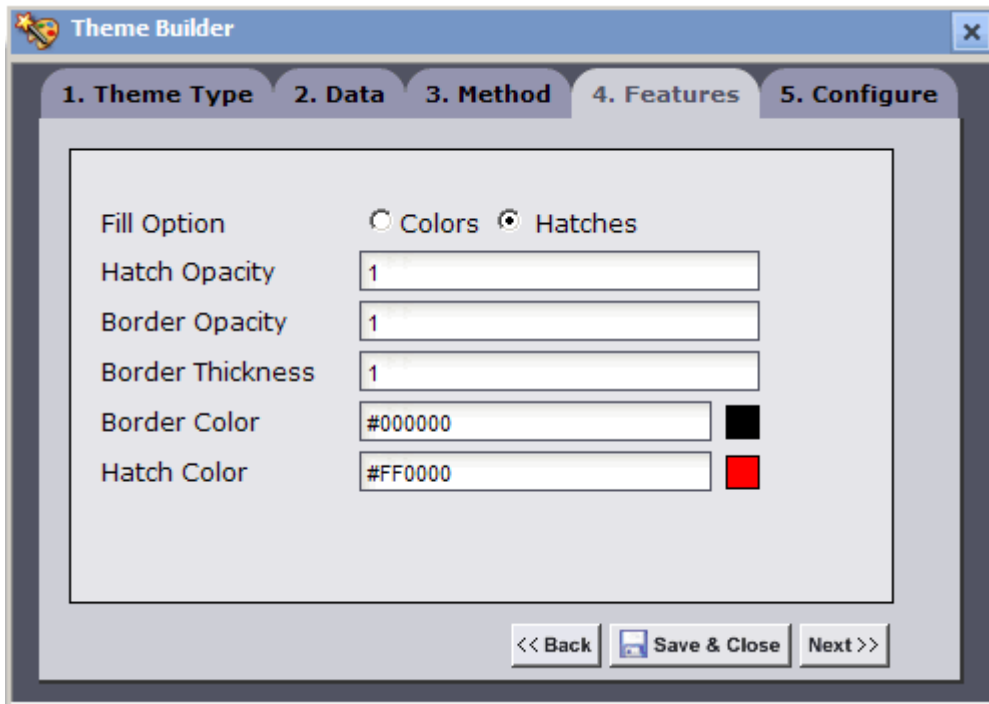 Theme Builder
1. Theme Type 2. Data 3. Method 4. Features 5. Configure
Fill Option Colors Hatches
Hatch Opacity 1
Border Opacity 1
Border Thickness 1
Border Color #000000
Hatch Color #FF0000
<< Back Save & Close Next >>